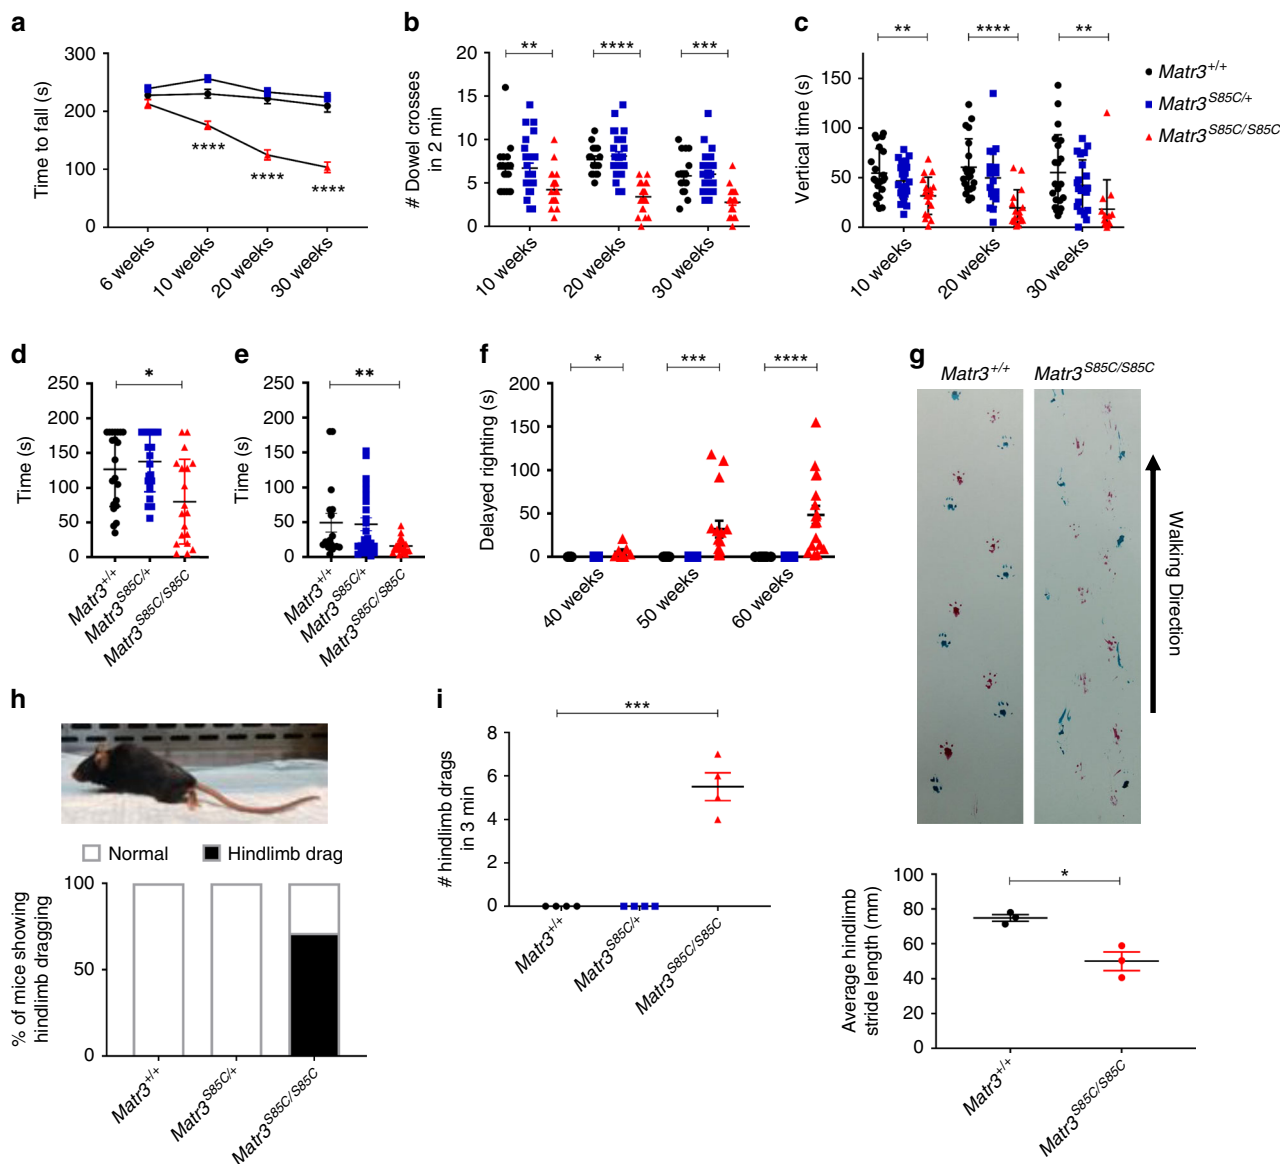 a
300
200
100
0
Time to fall (s)
****
****
****
6 weeks
10 weeks
20 weeks
30 weeks
b
20
15
10
5
0
# Dowel crosses
in 2 min
**
****
***
10 weeks
20 weeks
30 weeks
c
150
100
50
0
Vertical time (s)
**
****
**
10 weeks
20 weeks
30 weeks
Matr3+/+
Matr3S85C/+
Matr3S85C/S85C
d
250
200
150
100
50
0
Time (s)
*
Matr3+/+
Matr3S85C/+
Matr3S85C/S85C
e
250
200
150
100
50
0
Time (s)
**
Matr3+/+
Matr3S85C/+
Matr3S85C/S85C
f
200
150
100
50
0
Delayed righting (s)
*
***
****
40 weeks
50 weeks
60 weeks
g
Matr3+/+
Matr3S85C/S85C
Walking Direction
100
80
60
40
20
0
Average hindlimb
stride length (mm)
*
Matr3+/+
Matr3S85C/S85C
h
Normal
Hindlimb drag
100
50
0
% of mice showing
hindlimb dragging
Matr3+/+
Matr3S85C/+
Matr3S85C/S85C
i
8
6
4
2
0
# hindlimb drags
in 3 min
***
Matr3+/+
Matr3S85C/+
Matr3S85C/S85C